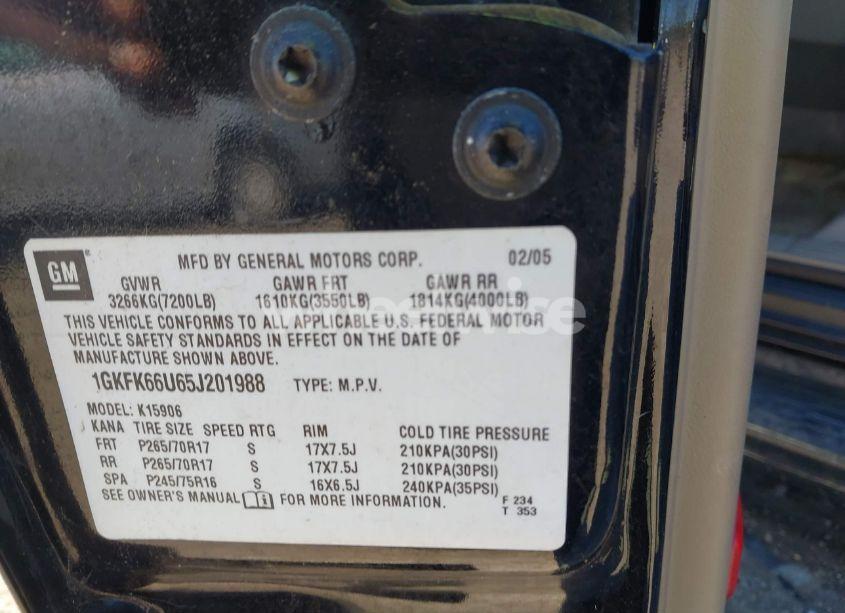 GM
MFD BY GENERAL MOTORS CORP. 02/05
GVWR GAWR FRT GAWR RR
3266KG(7200LB) 1610KG(3550LB) 1814KG(4000LB)
THIS VEHICLE CONFORMS TO ALL APPLICABLE U.S. FEDERAL MOTOR
VEHICLE SAFETY STANDARDS IN EFFECT ON THE DATE OF
MANUFACTURE SHOWN ABOVE.
1GKFK66U65J201988 TYPE: M.P.V.
MODEL: K15906
KANA TIRE SIZE SPEED RTG RIM COLD TIRE PRESSURE
FRT P265/70R17 S 17X7.5J 210KPA(30PSI)
RR P265/70R17 S 17X7.5J 210KPA(30PSI)
SPA P245/75R16 S 16X6.5J 240KPA(35PSI)
SEE OWNER'S MANUAL FOR MORE INFORMATION.
F 234
T 353